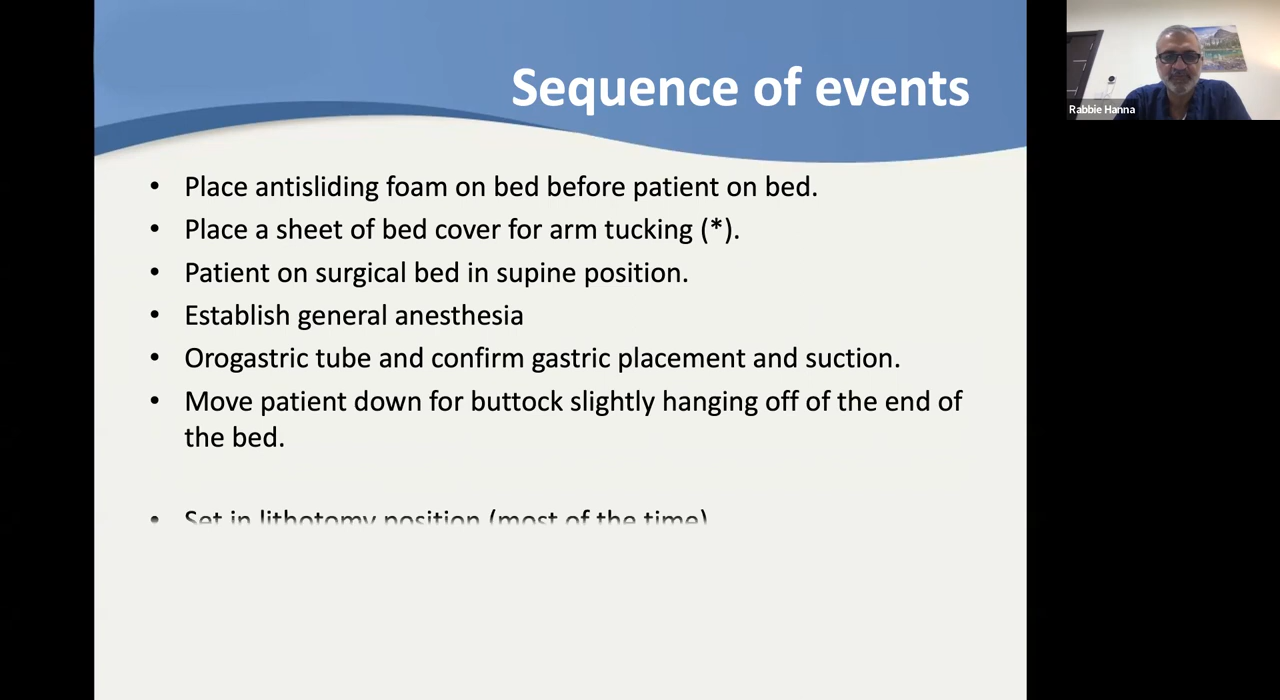 Sequence of events
• Place antisliding foam on bed before patient on bed.
• Place a sheet of bed cover for arm tucking (*).
• Patient on surgical bed in supine position.
• Establish general anesthesia
• Orogastric tube and confirm gastric placement and suction.
• Move patient down for buttock slightly hanging off of the end of
the bed.
• Set in lithotomy position (most of the time)
Rabbie Hanna